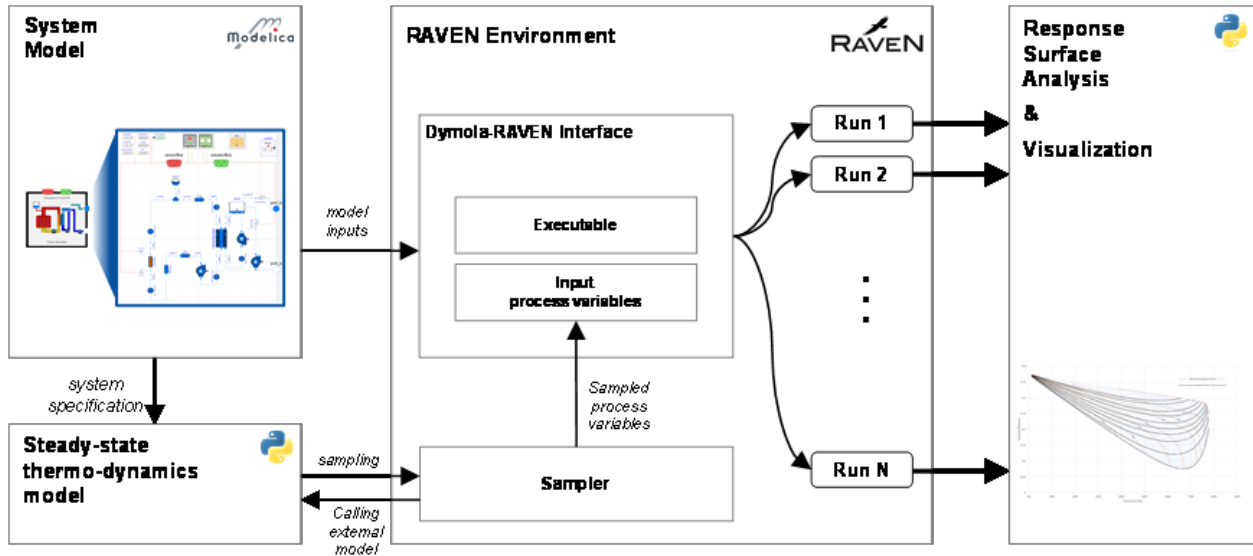 System
Model
Modelica
RAVEN Environment
RAVEN
Response
Surface
Analysis
&
Visualization
Dymola-RAVEN Interface
Executable
Input
process variables
model
inputs
Run 1
Run 2
Run N
system
specification
Sampled
process
variables
Steady-state
thermo-dynamics
model
sampling
Calling
external
model
Sampler